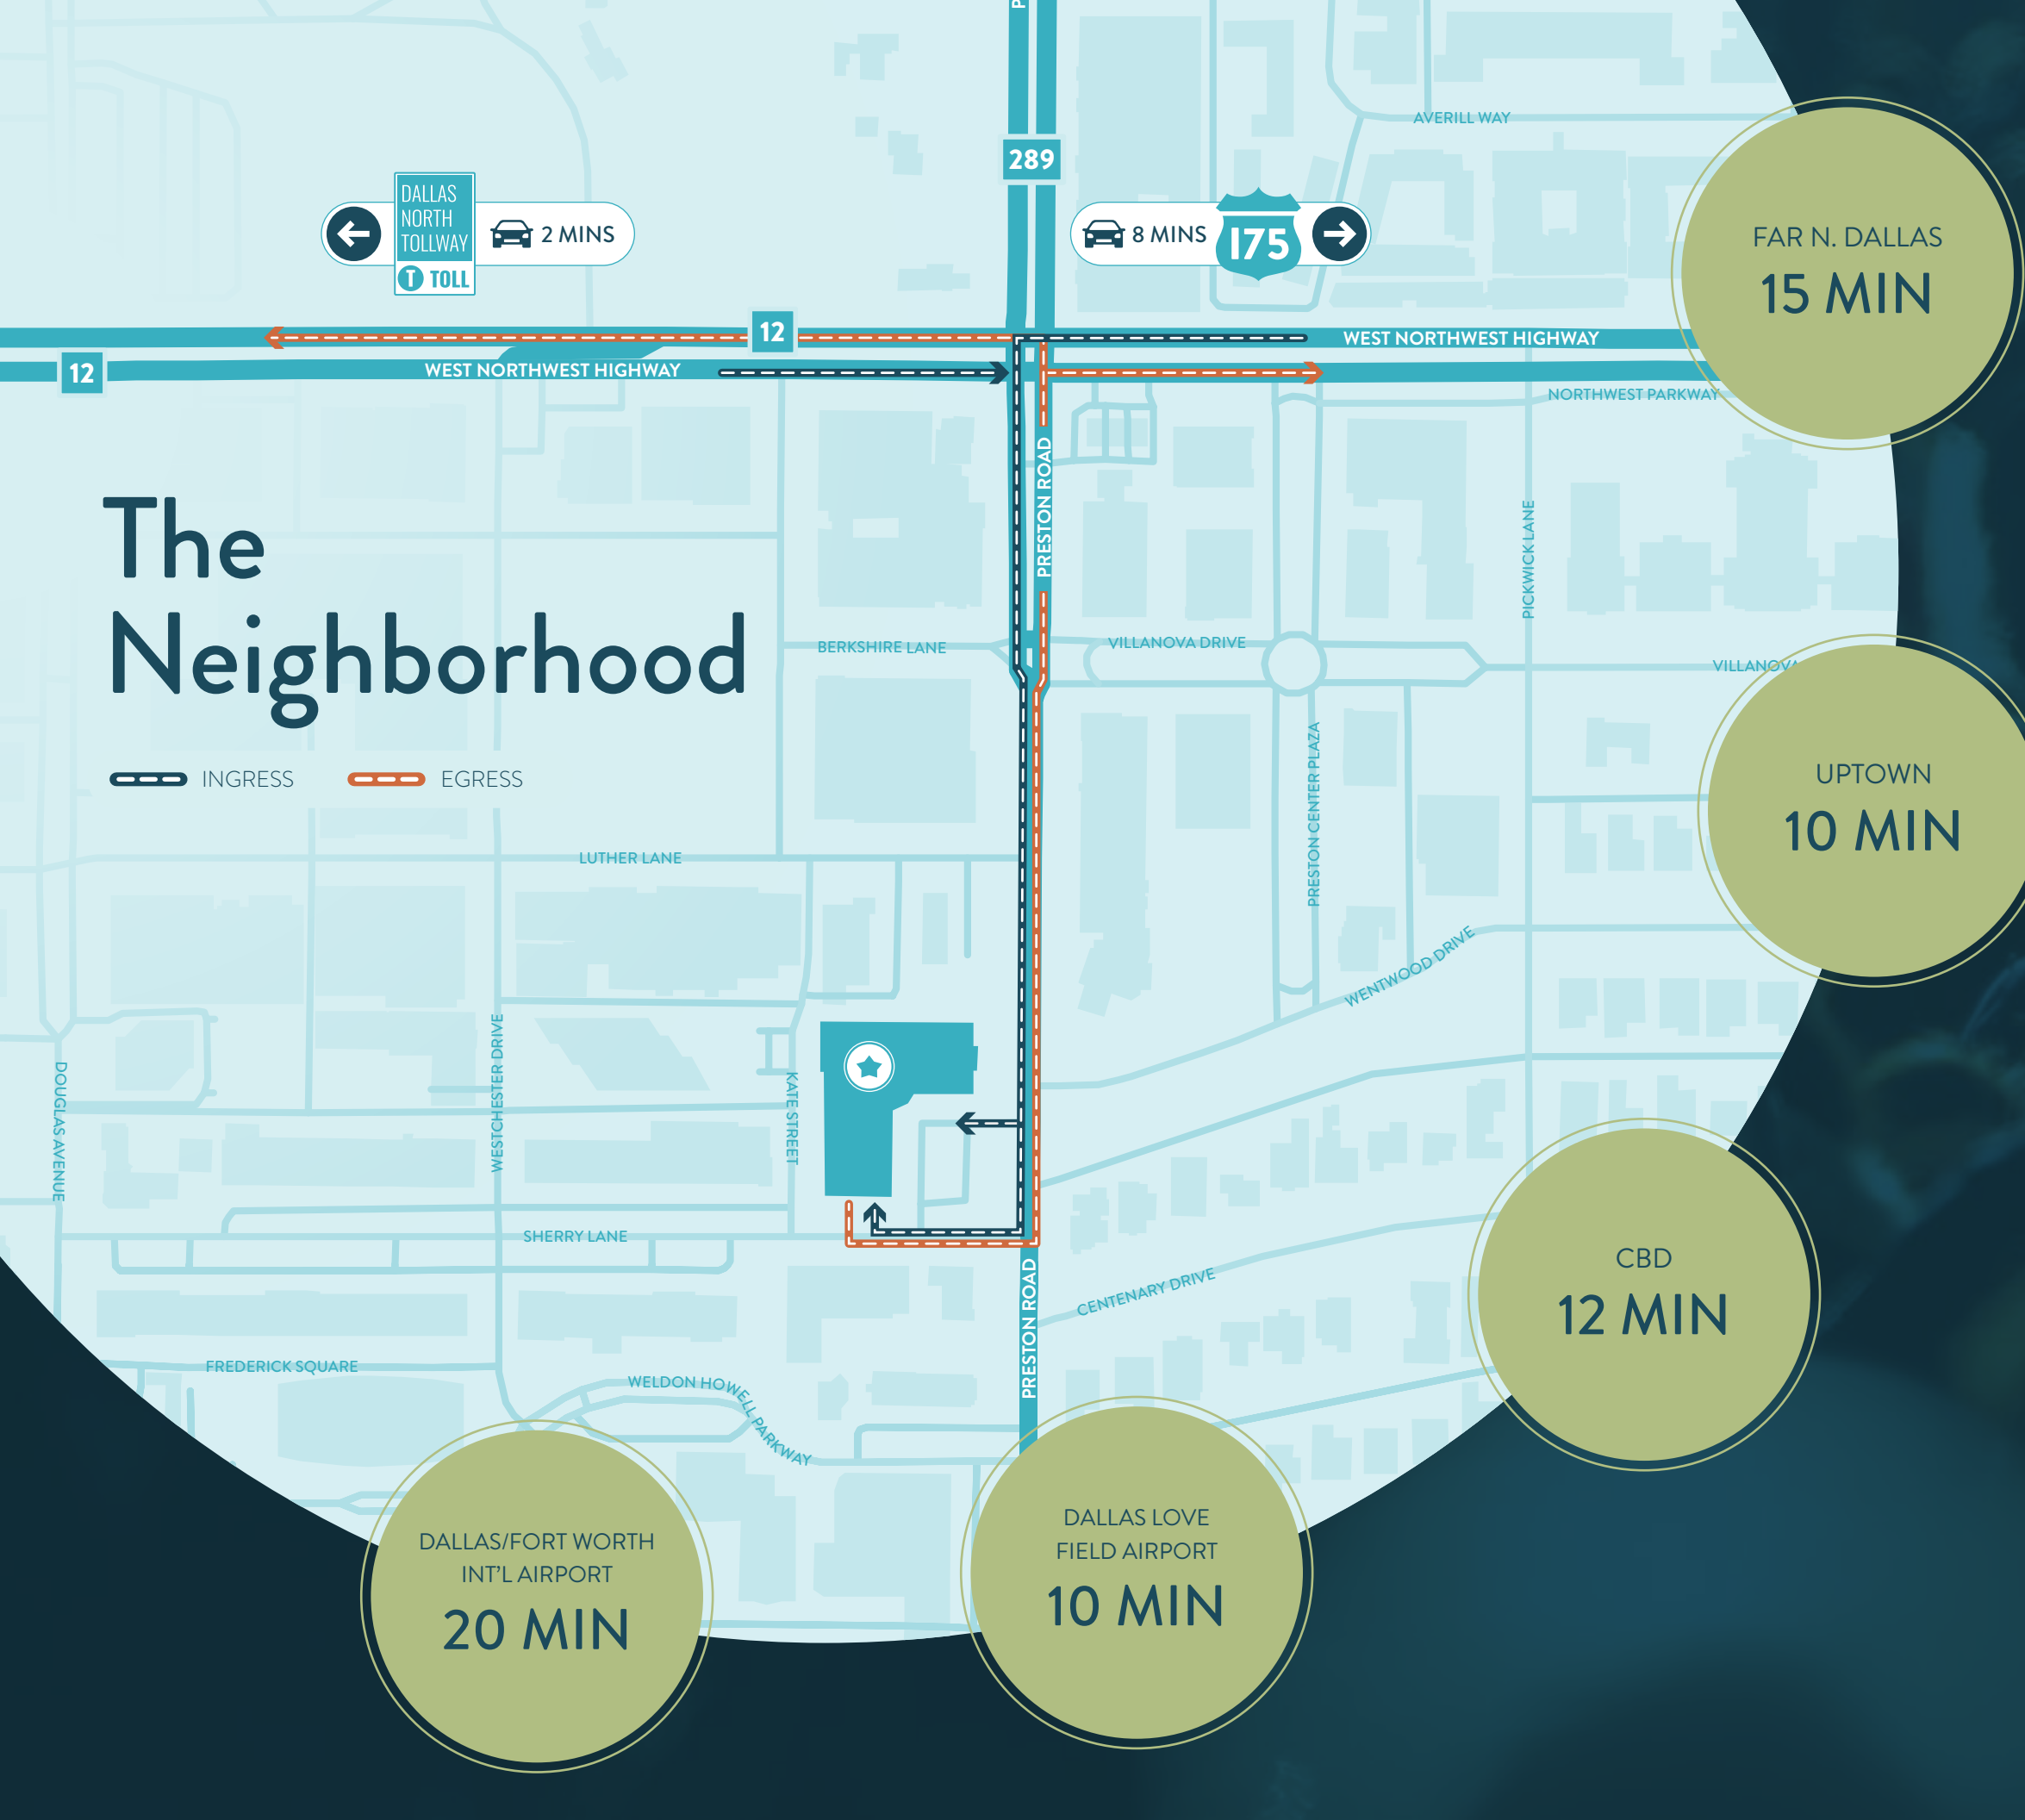 P
289
AVERILL WAY
DALLAS
NORTH
TOLLWAY
T TOLL
2 MINS
8 MINS
175
FAR N. DALLAS
15 MIN
12
WEST NORTHWEST HIGHWAY
12
WEST NORTHWEST HIGHWAY
NORTHWEST PARKWAY
The
Neighborhood
PRESTON ROAD
PICKWICK LANE
BERKSHIRE LANE
VILLANOVA DRIVE
VILLANOVA
INGRESS
EGRESS
UPTOWN
10 MIN
PRESTON CENTER PLAZA
LUTHER LANE
WENTWOOD DRIVE
DOUGLAS AVENUE
WESTCHESTER DRIVE
KATE STREET
SHERRY LANE
CENTENARY DRIVE
PRESTON ROAD
CBD
12 MIN
FREDERICK SQUARE
WELDON HOWELL PARKWAY
DALLAS/FORT WORTH
INT'L AIRPORT
20 MIN
DALLAS LOVE
FIELD AIRPORT
10 MIN